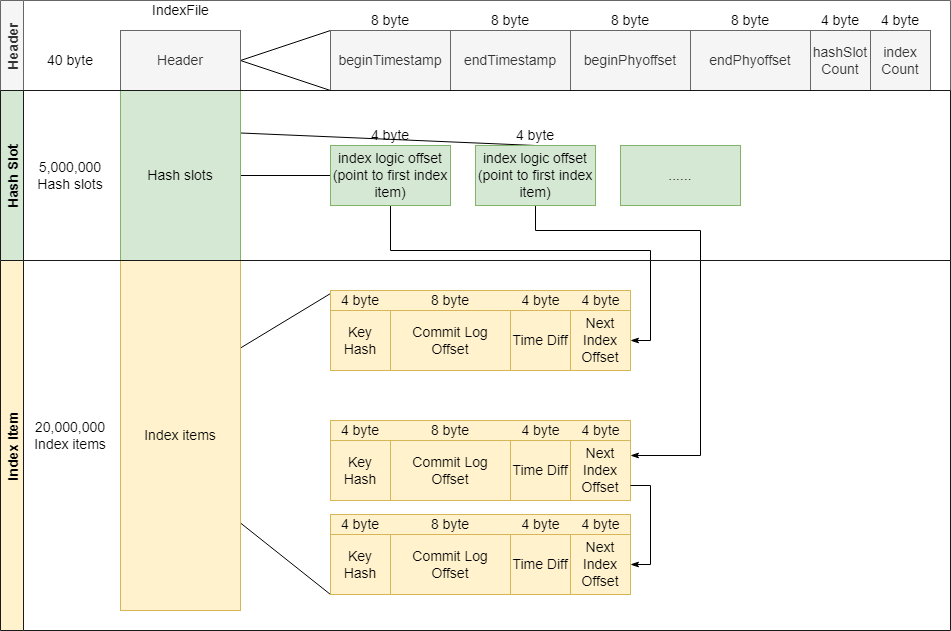 IndexFile
Header
40 byte
Header
8 byte
8 byte
8 byte
8 byte
4 byte
4 byte
beginTimestamp
endTimestamp
beginPhyoffset
endPhyoffset
hashSlot
Count
index
Count
Hash Slot
5,000,000
Hash slots
Hash slots
4 byte
index logic offset
(point to first index
item)
4 byte
index logic offset
(point to first index
item)
......
Index Item
20,000,000
Index items
Index items
4 byte
8 byte
4 byte
4 byte
Key
Hash
Commit Log
Offset
Time Diff
Next
Index
Offset
4 byte
8 byte
4 byte
4 byte
Key
Hash
Commit Log
Offset
Time Diff
Next
Index
Offset
4 byte
8 byte
4 byte
4 byte
Key
Hash
Commit Log
Offset
Time Diff
Next
Index
Offset